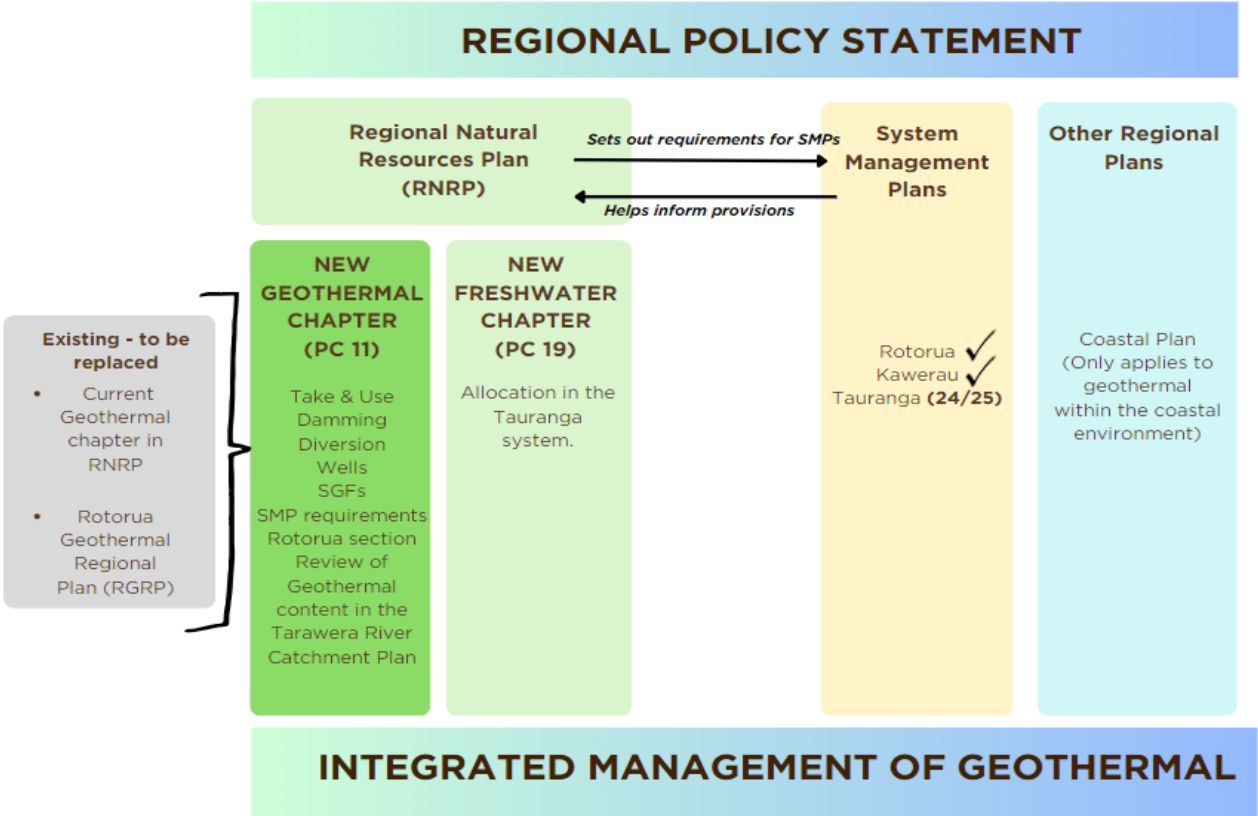 REGIONAL POLICY STATEMENT
Regional Natural
Resources Plan
(RNRP)
Sets out requirements for SMPs
Helps inform provisions
System
Management
Plans
Other Regional
Plans
Existing - to be
replaced
• Current
Geothermal
chapter in
RNRP
• Rotorua
Geothermal
Regional
Plan (RGRP)
NEW
GEOTHERMAL
CHAPTER
(PC 11)
Take & Use
Damming
Diversion
Wells
SGFs
SMP requirements
Rotorua section
Review of
Geothermal
content in the
Tarawera River
Catchment Plan
NEW
FRESHWATER
CHAPTER
(PC 19)
Allocation in the
Tauranga
system.
Rotorua ✓
Kawerau ✓
Tauranga (24/25)
Coastal Plan
(Only applies to
geothermal
within the coastal
environment)
INTEGRATED MANAGEMENT OF GEOTHERMAL